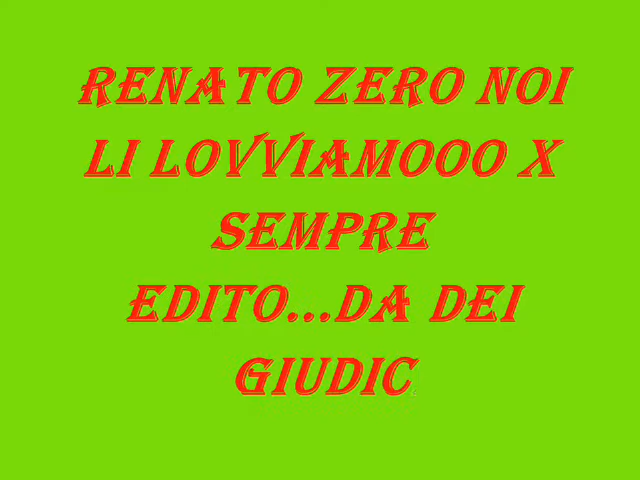 RENATO ZERO NOI
LI LOVVIAMOOO X
SEMPRE
EDITO...DA DEI
GIUDIC